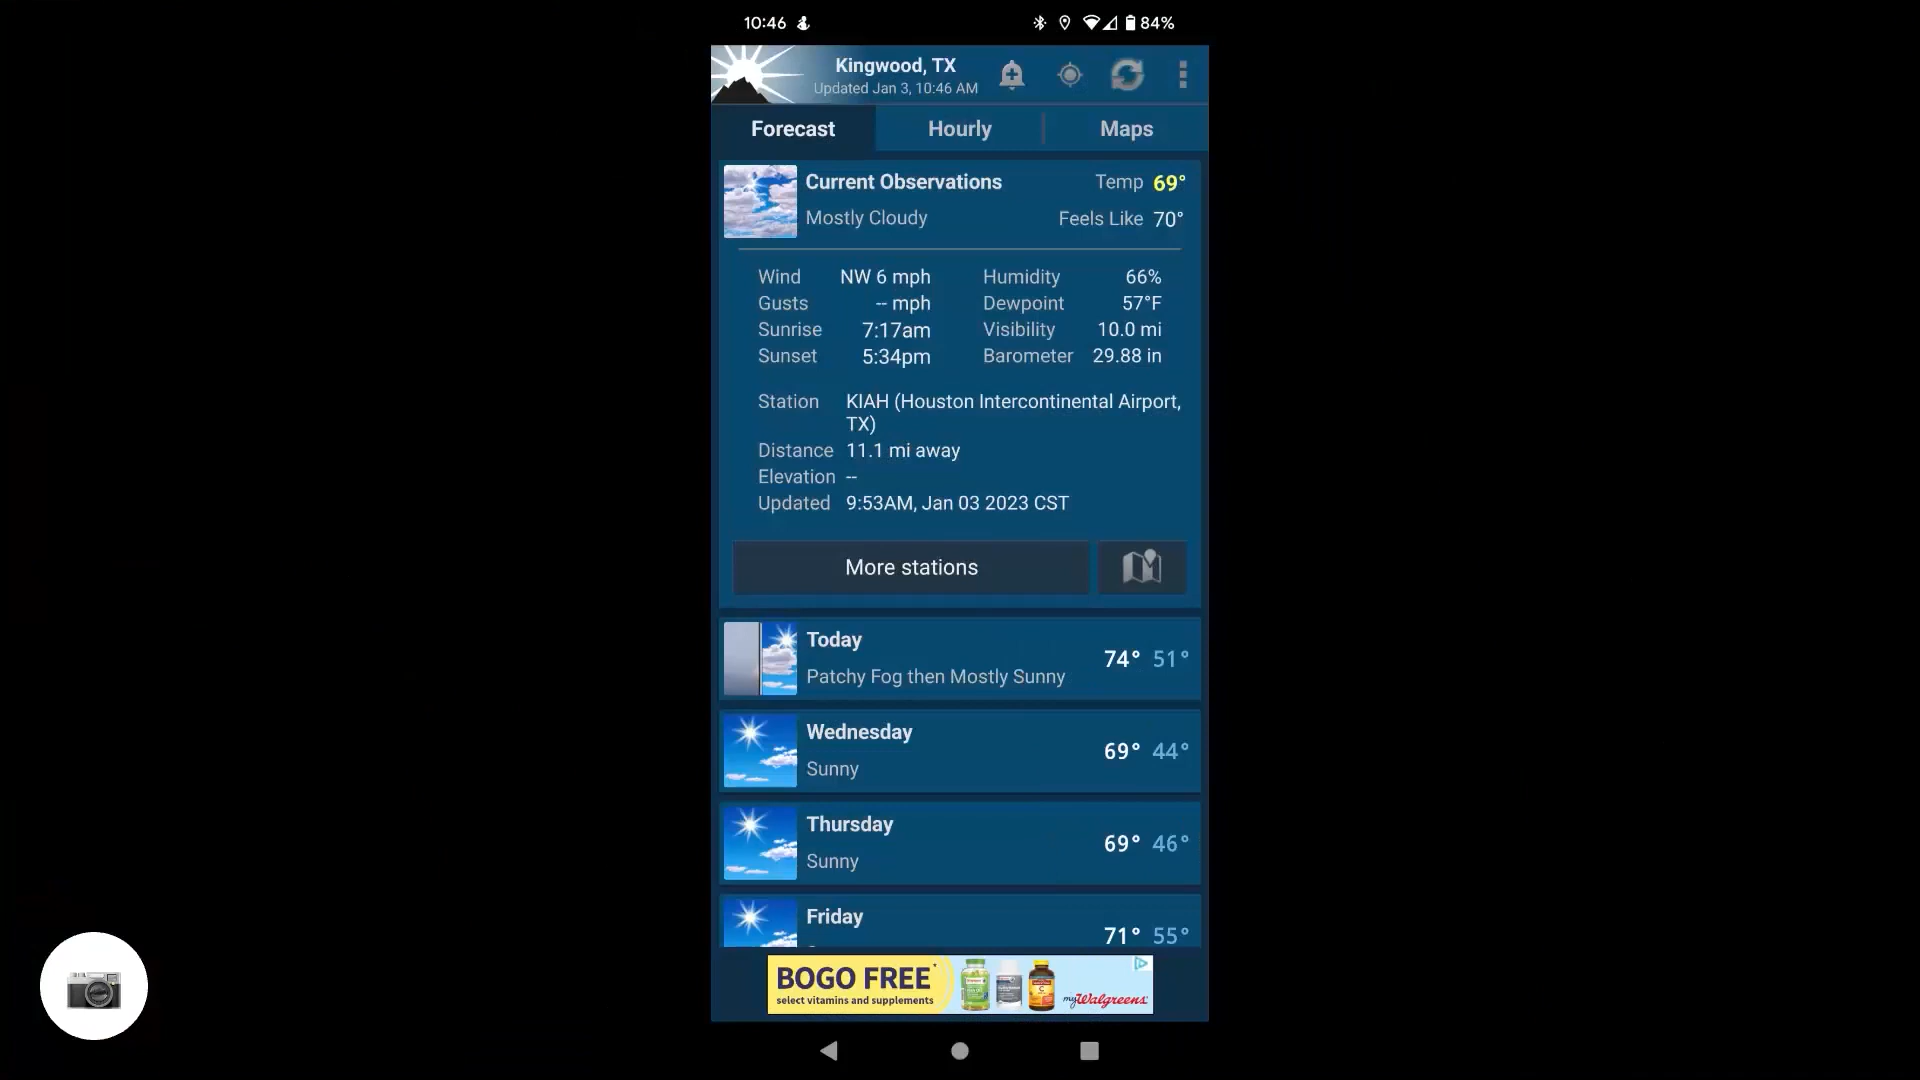 10:46
84%
Kingwood, TX
Updated Jan 3, 10:46 AM
Forecast
Hourly
Maps
Current Observations
Temp 69°
Mostly Cloudy
Feels Like 70°
Wind NW 6 mph
Humidity 66%
Gusts -- mph
Dewpoint 57°F
Sunrise 7:17am
Visibility 10.0 mi
Sunset 5:34pm
Barometer 29.88 in
Station KIAH (Houston Intercontinental Airport,
TX)
Distance 11.1 mi away
Elevation --
Updated 9:53AM, Jan 03 2023 CST
More stations
Today
74° 51°
Patchy Fog then Mostly Sunny
Wednesday
69° 44°
Sunny
Thursday
69° 46°
Sunny
Friday
71° 55°
BOGO FREE*
select vitamins and supplements
myWalgreens